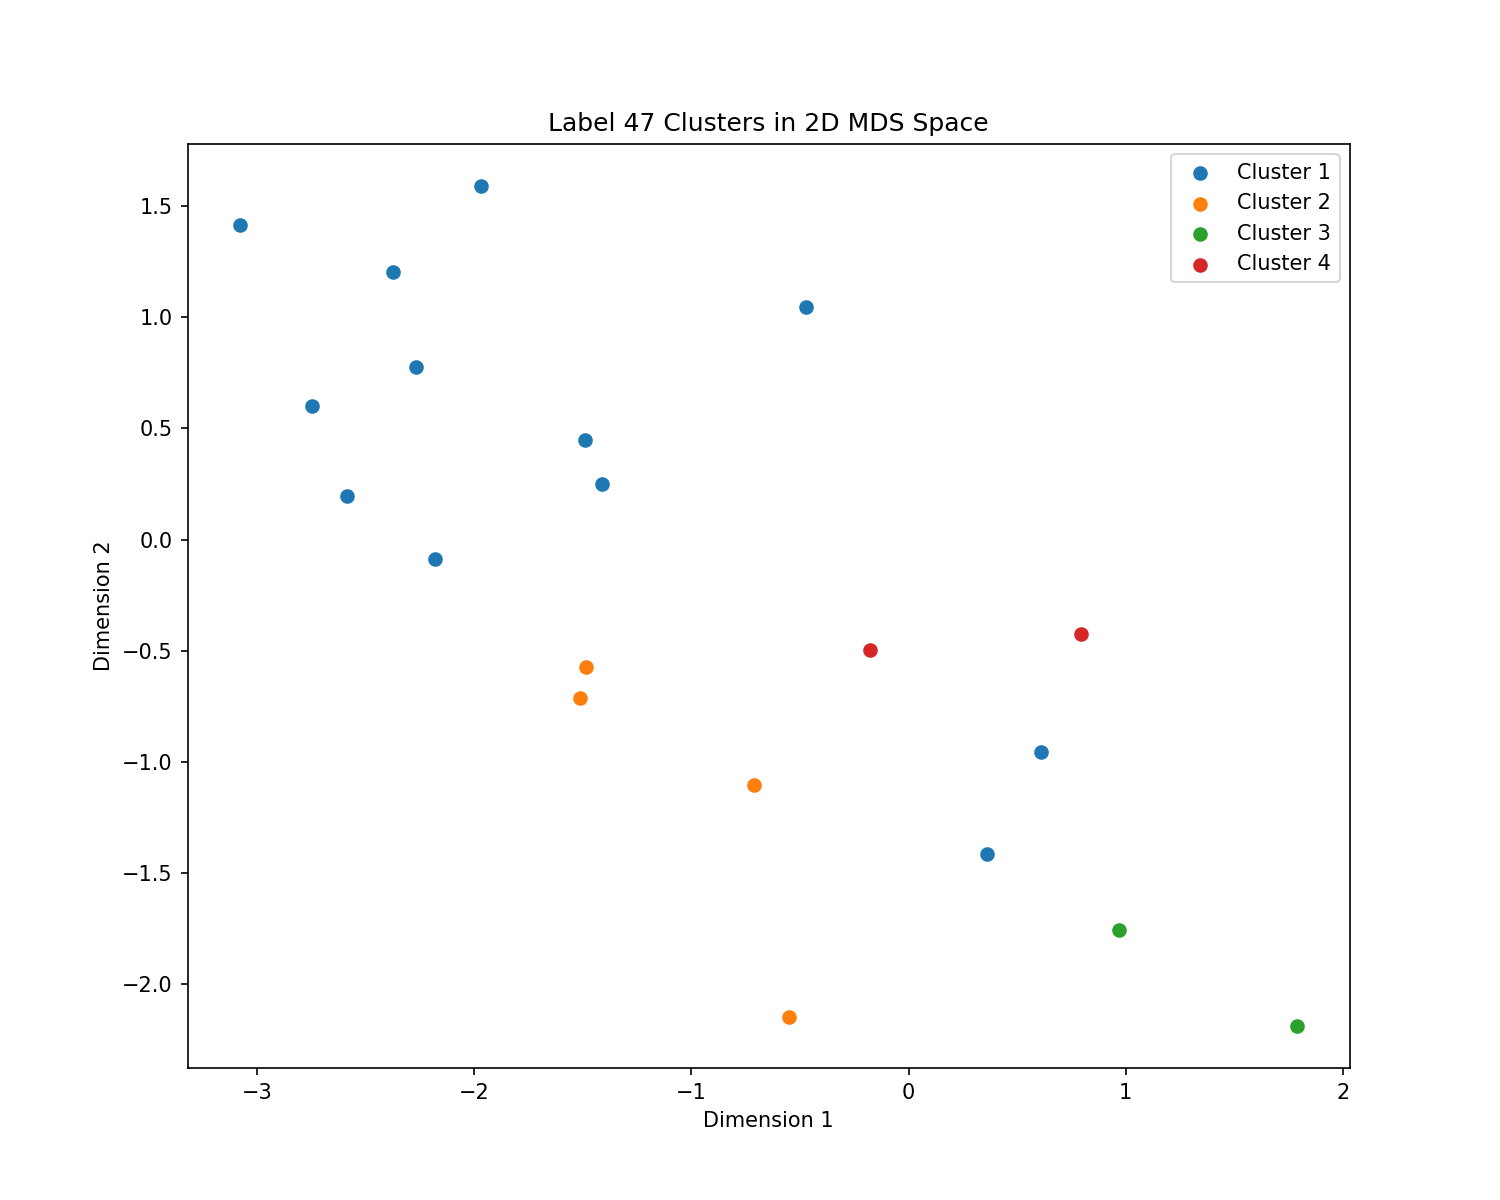 Label 47 Clusters in 2D MDS Space
Cluster 1
Cluster 2
Cluster 3
Cluster 4
1.5
1.0
0.5
0.0
−0.5
−1.0
−1.5
−2.0
Dimension 2
−3
−2
−1
0
1
2
Dimension 1